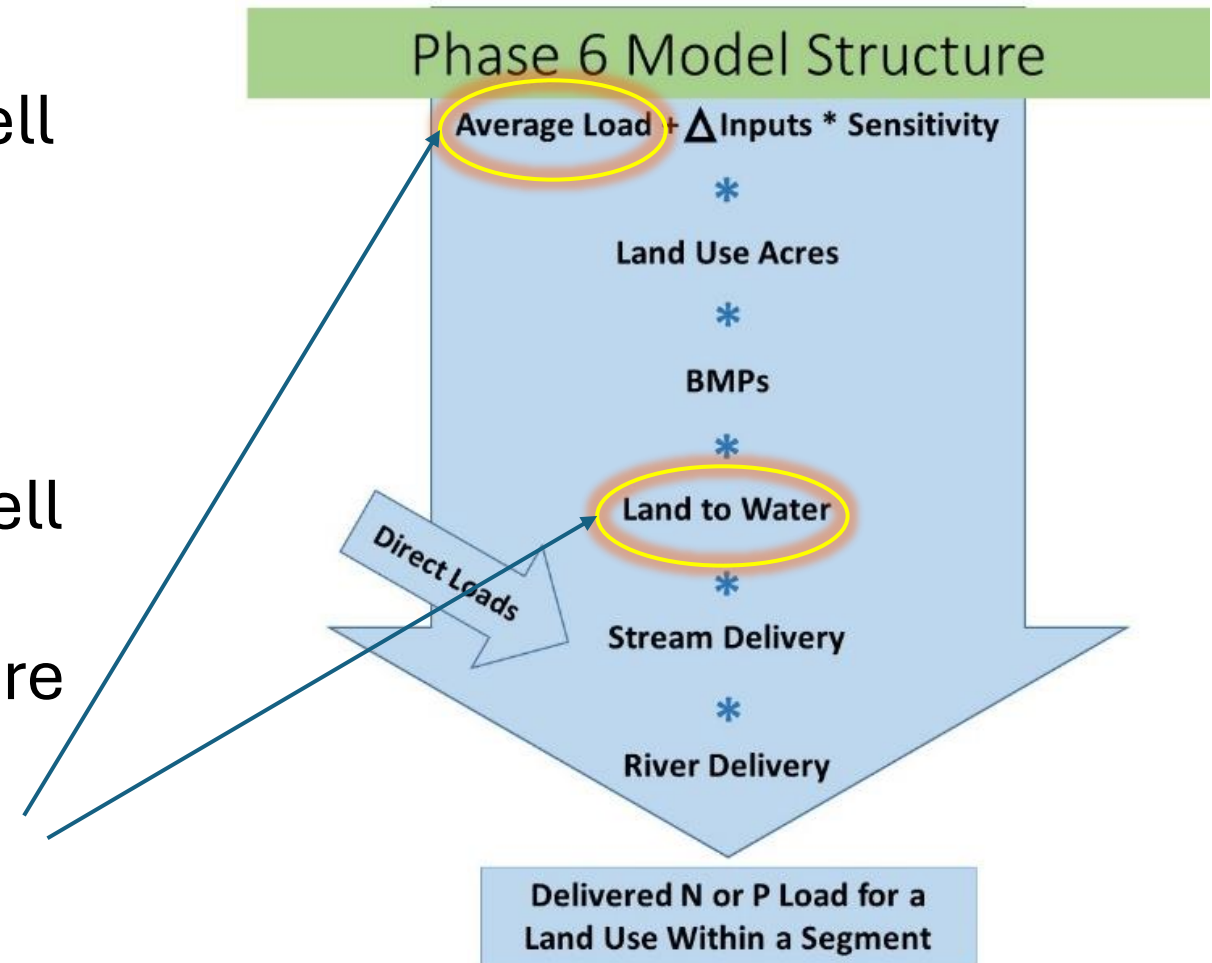 ell
ell
re
Phase 6 Model Structure
Average Load + Δ Inputs * Sensitivity
*
Land Use Acres
*
BMPs
*
Land to Water
*
Direct Loads
Stream Delivery
*
River Delivery
Delivered N or P Load for a
Land Use Within a Segment